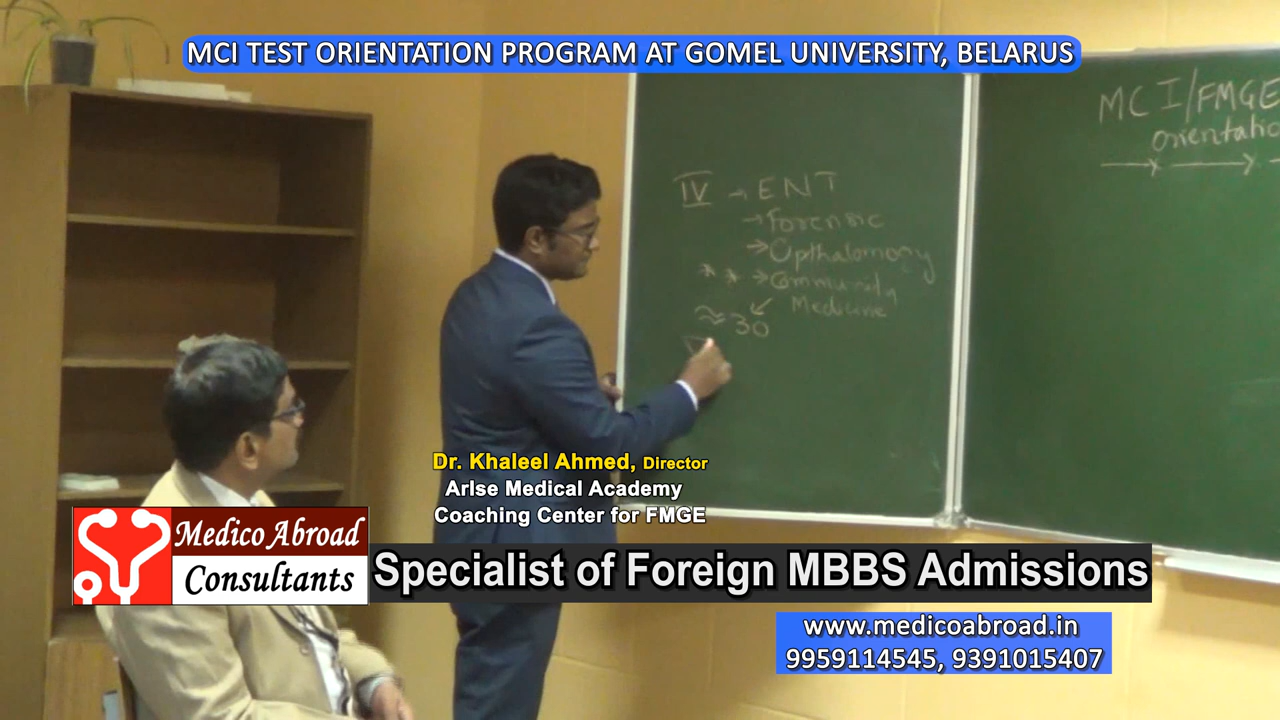 MCI TEST ORIENTATION PROGRAM AT GOMEL UNIVERSITY, BELARUS
MCI/FMGE
orientatio
IV → ENT
→ Forensic
→ Opthalomogy
** → Community
Medicine
≈ 30
Dr. Khaleel Ahmed, Director
ArIse Medical Academy
Coaching Center for FMGE
Medico Abroad
Consultants
Specialist of Foreign MBBS Admissions
www.medicoabroad.in
9959114545, 9391015407